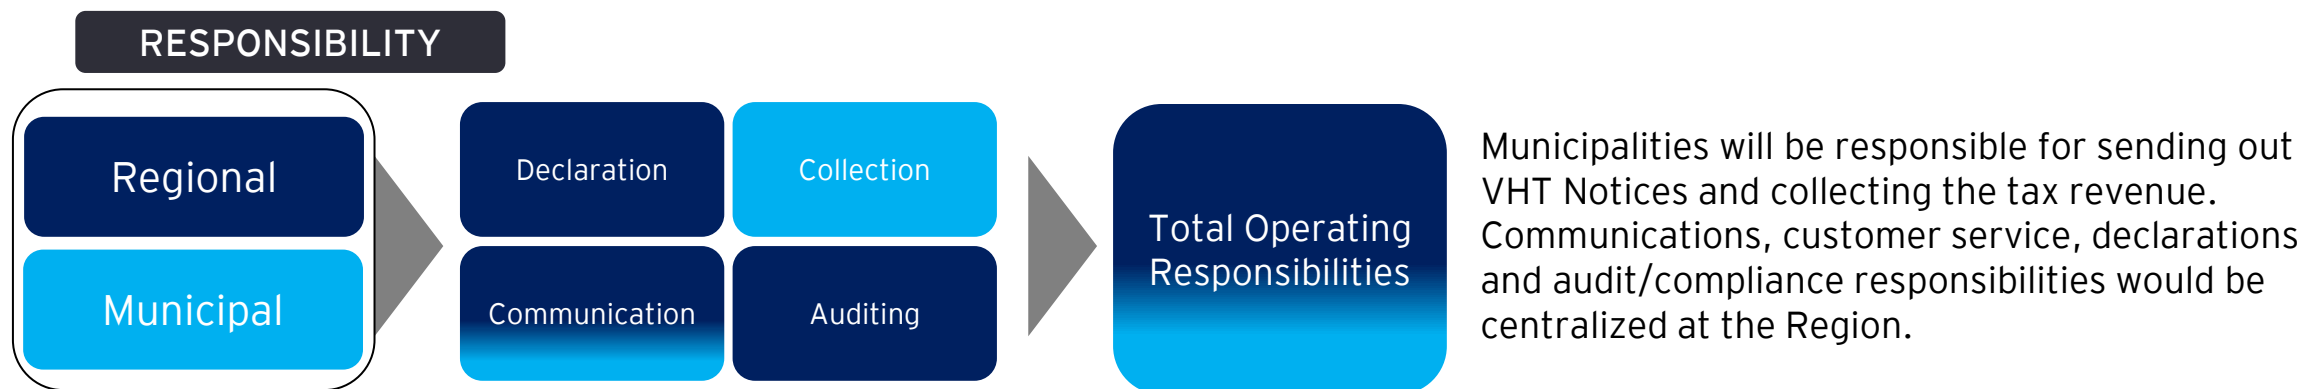 RESPONSIBILITY
Regional
Municipal
Declaration
Collection
Communication
Auditing
Total Operating
Responsibilities
Municipalities will be responsible for sending out
VHT Notices and collecting the tax revenue.
Communications, customer service, declarations
and audit/compliance responsibilities would be
centralized at the Region.